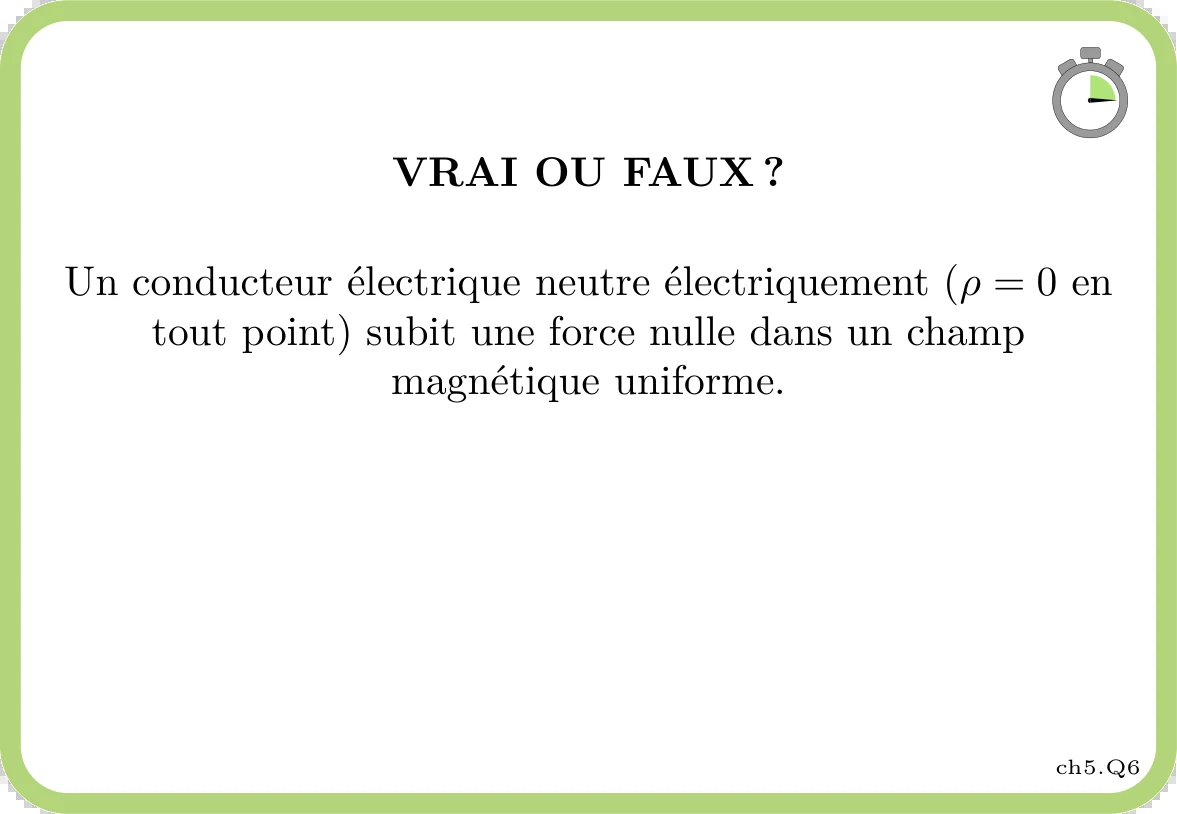 VRAI OU FAUX ?
Un conducteur électrique neutre électriquement (ρ = 0 en
tout point) subit une force nulle dans un champ
magnétique uniforme.
ch5.Q6